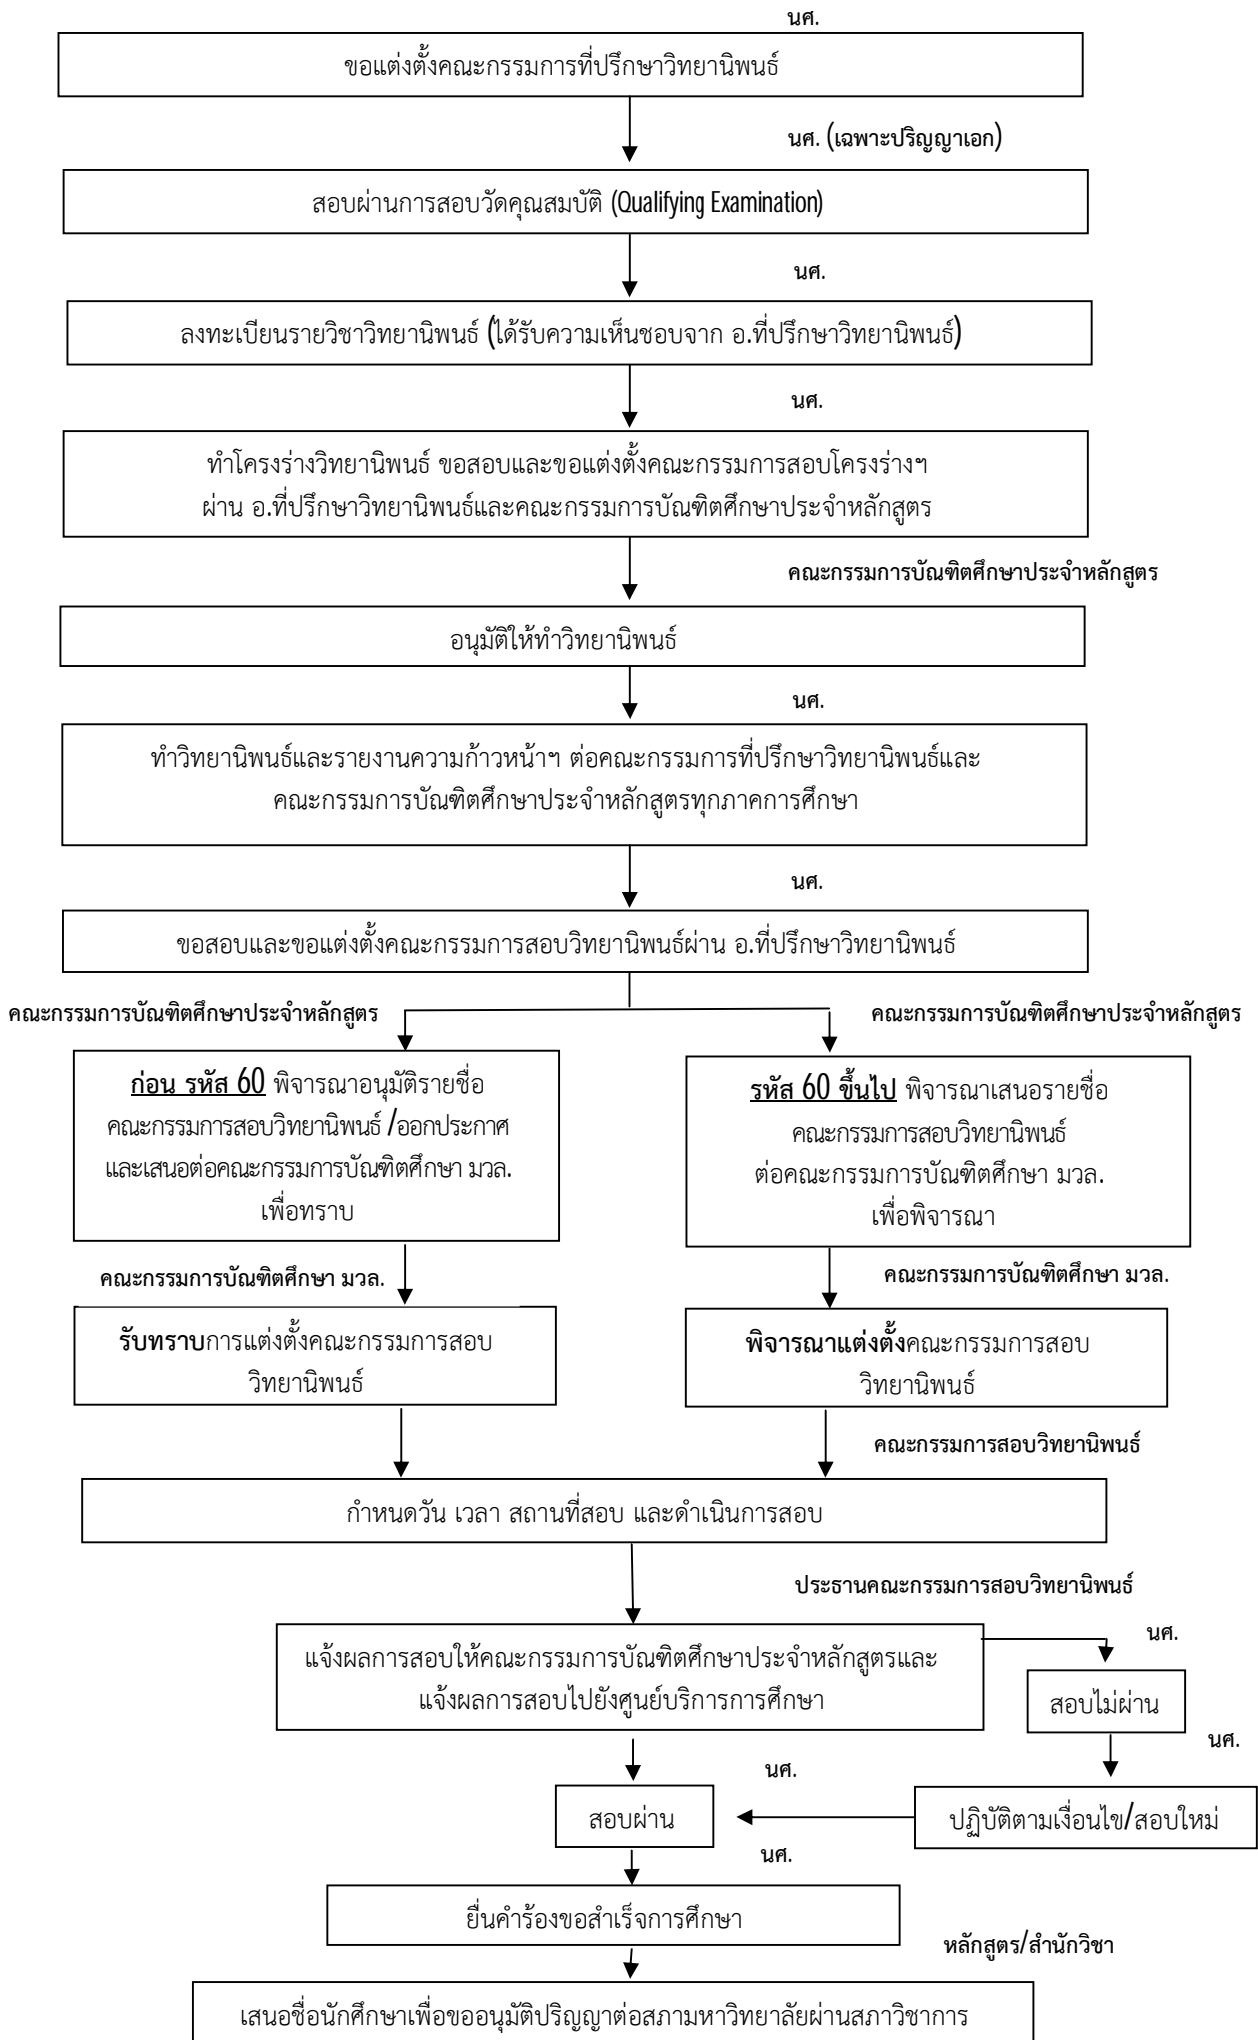 นศ.
ขอแต่งตั้งคณะกรรมการที่ปรึกษาวิทยานิพนธ์
นศ. (เฉพาะปริญญาเอก)
สอบผ่านการสอบวัดคุณสมบัติ (Qualifying Examination)
นศ.
ลงทะเบียนรายวิชาวิทยานิพนธ์ (ได้รับความเห็นชอบจาก อ.ที่ปรึกษาวิทยานิพนธ์)
นศ.
ทำโครงร่างวิทยานิพนธ์ ขอสอบและขอแต่งตั้งคณะกรรมการสอบโครงร่างฯ
ผ่าน อ.ที่ปรึกษาวิทยานิพนธ์และคณะกรรมการบัณฑิตศึกษาประจำหลักสูตร
คณะกรรมการบัณฑิตศึกษาประจำหลักสูตร
อนุมัติให้ทำวิทยานิพนธ์
นศ.
ทำวิทยานิพนธ์และรายงานความก้าวหน้าฯ ต่อคณะกรรมการที่ปรึกษาวิทยานิพนธ์และ
คณะกรรมการบัณฑิตศึกษาประจำหลักสูตรทุกภาคการศึกษา
นศ.
ขอสอบและขอแต่งตั้งคณะกรรมการสอบวิทยานิพนธ์ผ่าน อ.ที่ปรึกษาวิทยานิพนธ์
คณะกรรมการบัณฑิตศึกษาประจำหลักสูตร
ก่อน รหัส 60 พิจารณาอนุมัติรายชื่อ
คณะกรรมการสอบวิทยานิพนธ์ /ออกประกาศ
และเสนอต่อคณะกรรมการบัณฑิตศึกษา มวล.
เพื่อทราบ
คณะกรรมการบัณฑิตศึกษา มวล.
รับทราบการแต่งตั้งคณะกรรมการสอบ
วิทยานิพนธ์
คณะกรรมการบัณฑิตศึกษาประจำหลักสูตร
รหัส 60 ขึ้นไป พิจารณาเสนอรายชื่อ
คณะกรรมการสอบวิทยานิพนธ์
ต่อคณะกรรมการบัณฑิตศึกษา มวล.
เพื่อพิจารณา
คณะกรรมการบัณฑิตศึกษา มวล.
พิจารณาแต่งตั้งคณะกรรมการสอบ
วิทยานิพนธ์
คณะกรรมการสอบวิทยานิพนธ์
กำหนดวัน เวลา สถานที่สอบ และดำเนินการสอบ
ประธานคณะกรรมการสอบวิทยานิพนธ์
แจ้งผลการสอบให้คณะกรรมการบัณฑิตศึกษาประจำหลักสูตรและ
แจ้งผลการสอบไปยังศูนย์บริการการศึกษา
นศ.
สอบไม่ผ่าน
นศ.
นศ.
สอบผ่าน
ปฏิบัติตามเงื่อนไข/สอบใหม่
นศ.
ยื่นคำร้องขอสำเร็จการศึกษา
หลักสูตร/สำนักวิชา
เสนอชื่อนักศึกษาเพื่อขออนุมัติปริญญาต่อสภามหาวิทยาลัยผ่านสภาวิชาการ